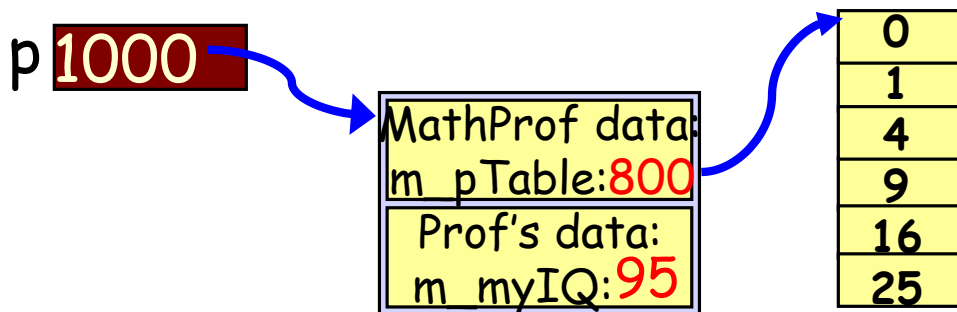 p 1000
MathProf data:
m_pTable:800
Prof's data:
m_myIQ:95
0
1
4
9
16
25